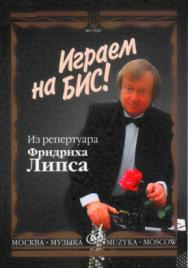 Играем
на БИС!
Из репертуара
Фридриха
Липса
МОСКВА • МУЗЫКА MUZYKA • MOSCOW